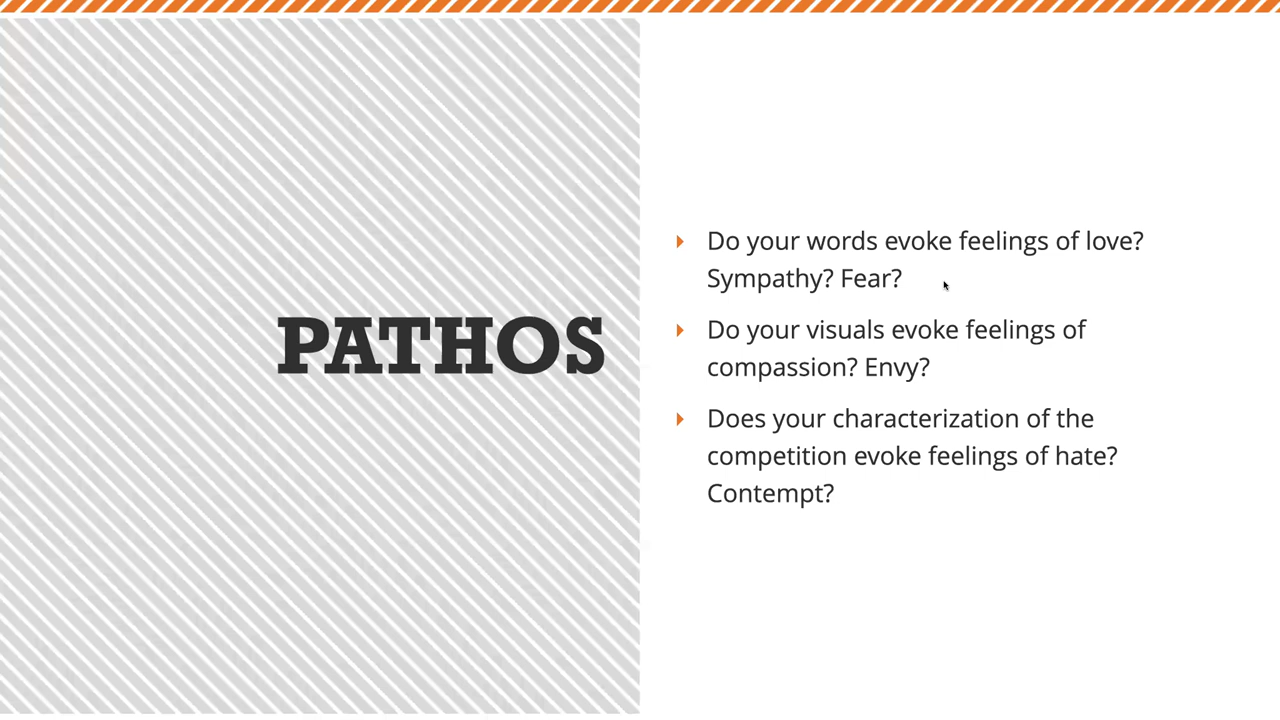 PATHOS
Do your words evoke feelings of love?
Sympathy? Fear?
Do your visuals evoke feelings of
compassion? Envy?
Does your characterization of the
competition evoke feelings of hate?
Contempt?